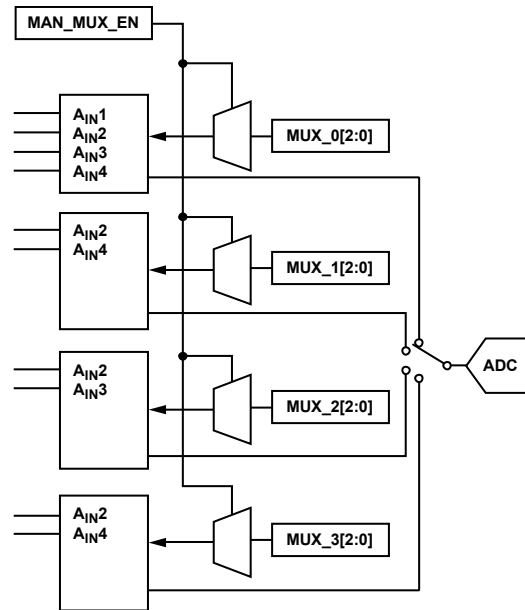 MAN_MUX_EN
AIN1
AIN2
AIN3
AIN4
MUX_0[2:0]
AIN2
AIN4
MUX_1[2:0]
ADC
AIN2
AIN3
MUX_2[2:0]
AIN2
AIN4
MUX_3[2:0]